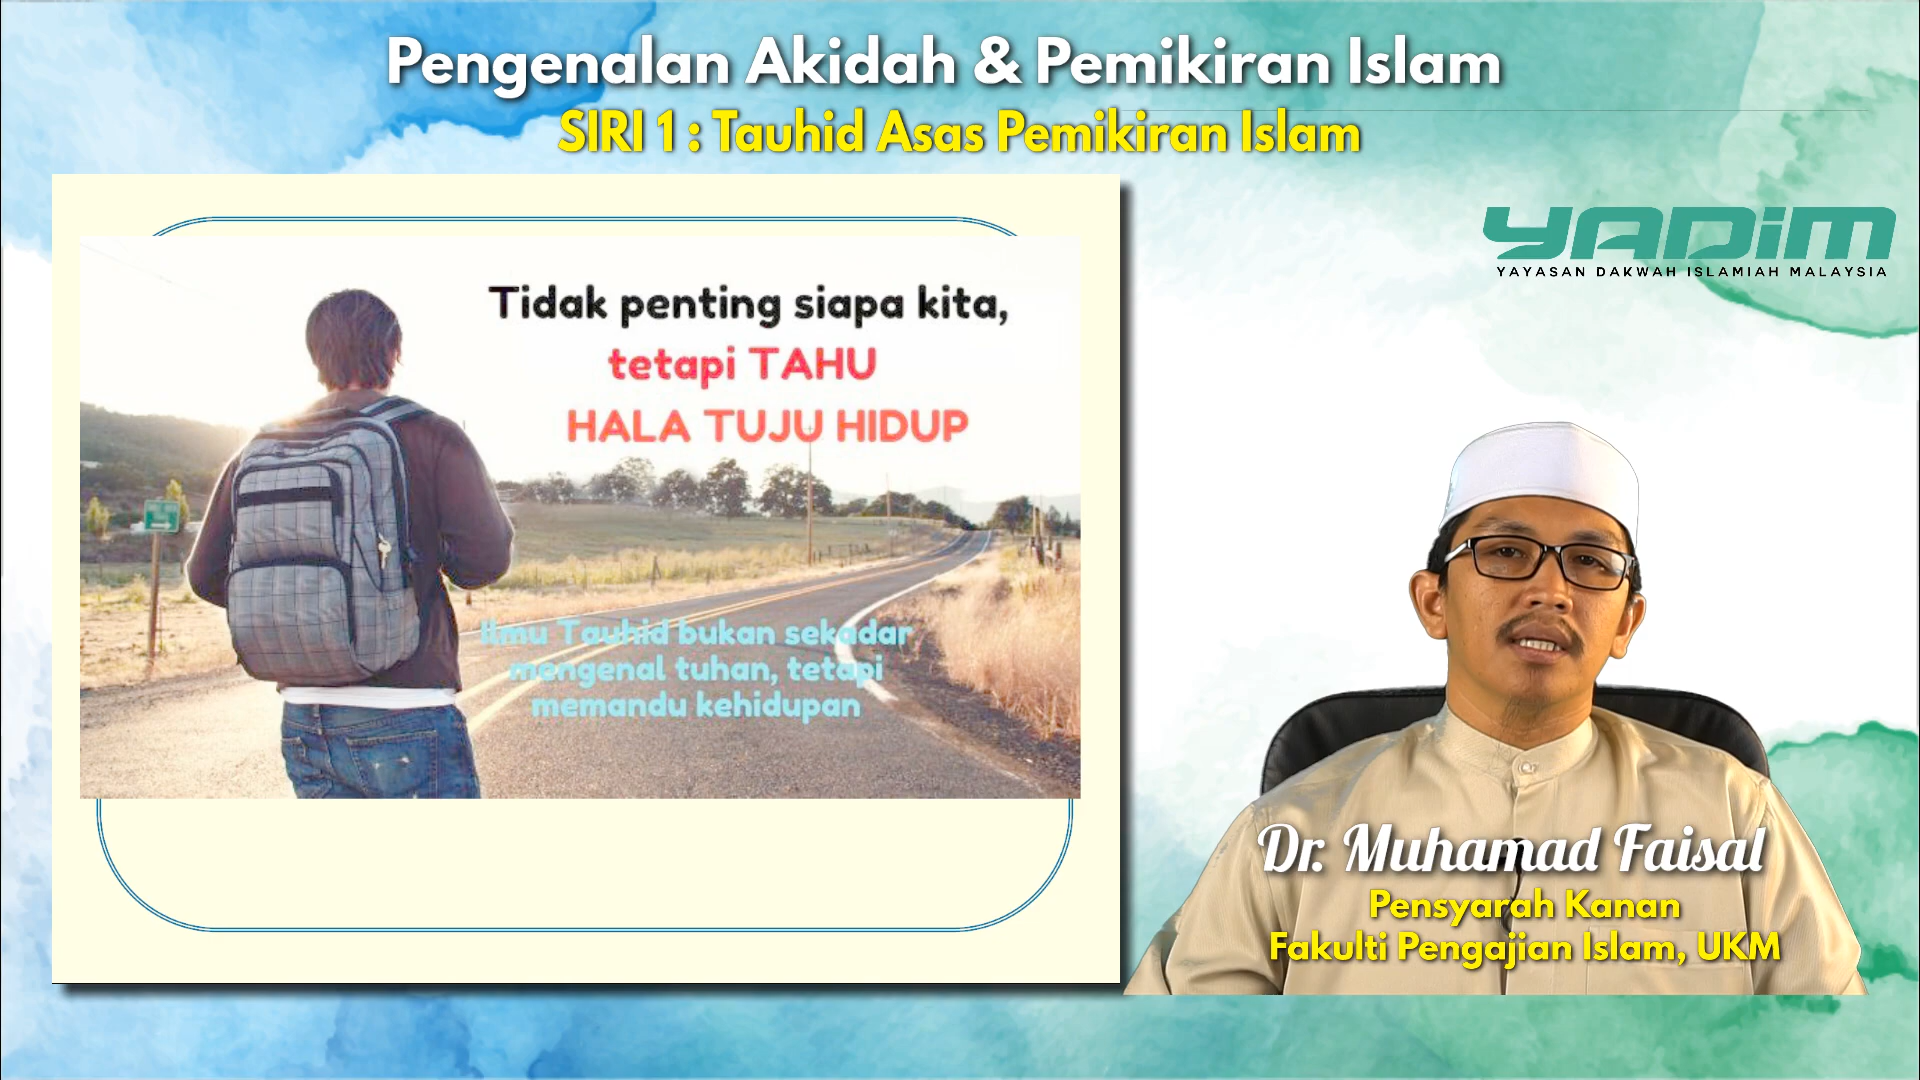 Pengenalan Akidah & Pemikiran Islam
SIRI 1 : Tauhid Asas Pemikiran Islam
YADIM
YAYASAN DAKWAH ISLAMIAH MALAYSIA
Tidak penting siapa kita,
tetapi TAHU
HALA TUJU HIDUP
Ilmu Tauhid bukan sekadar
mengenal tuhan, tetapi
memandu kehidupan
Dr. Muhamad Faisal
Pensyarah Kanan
Fakulti Pengajian Islam, UKM